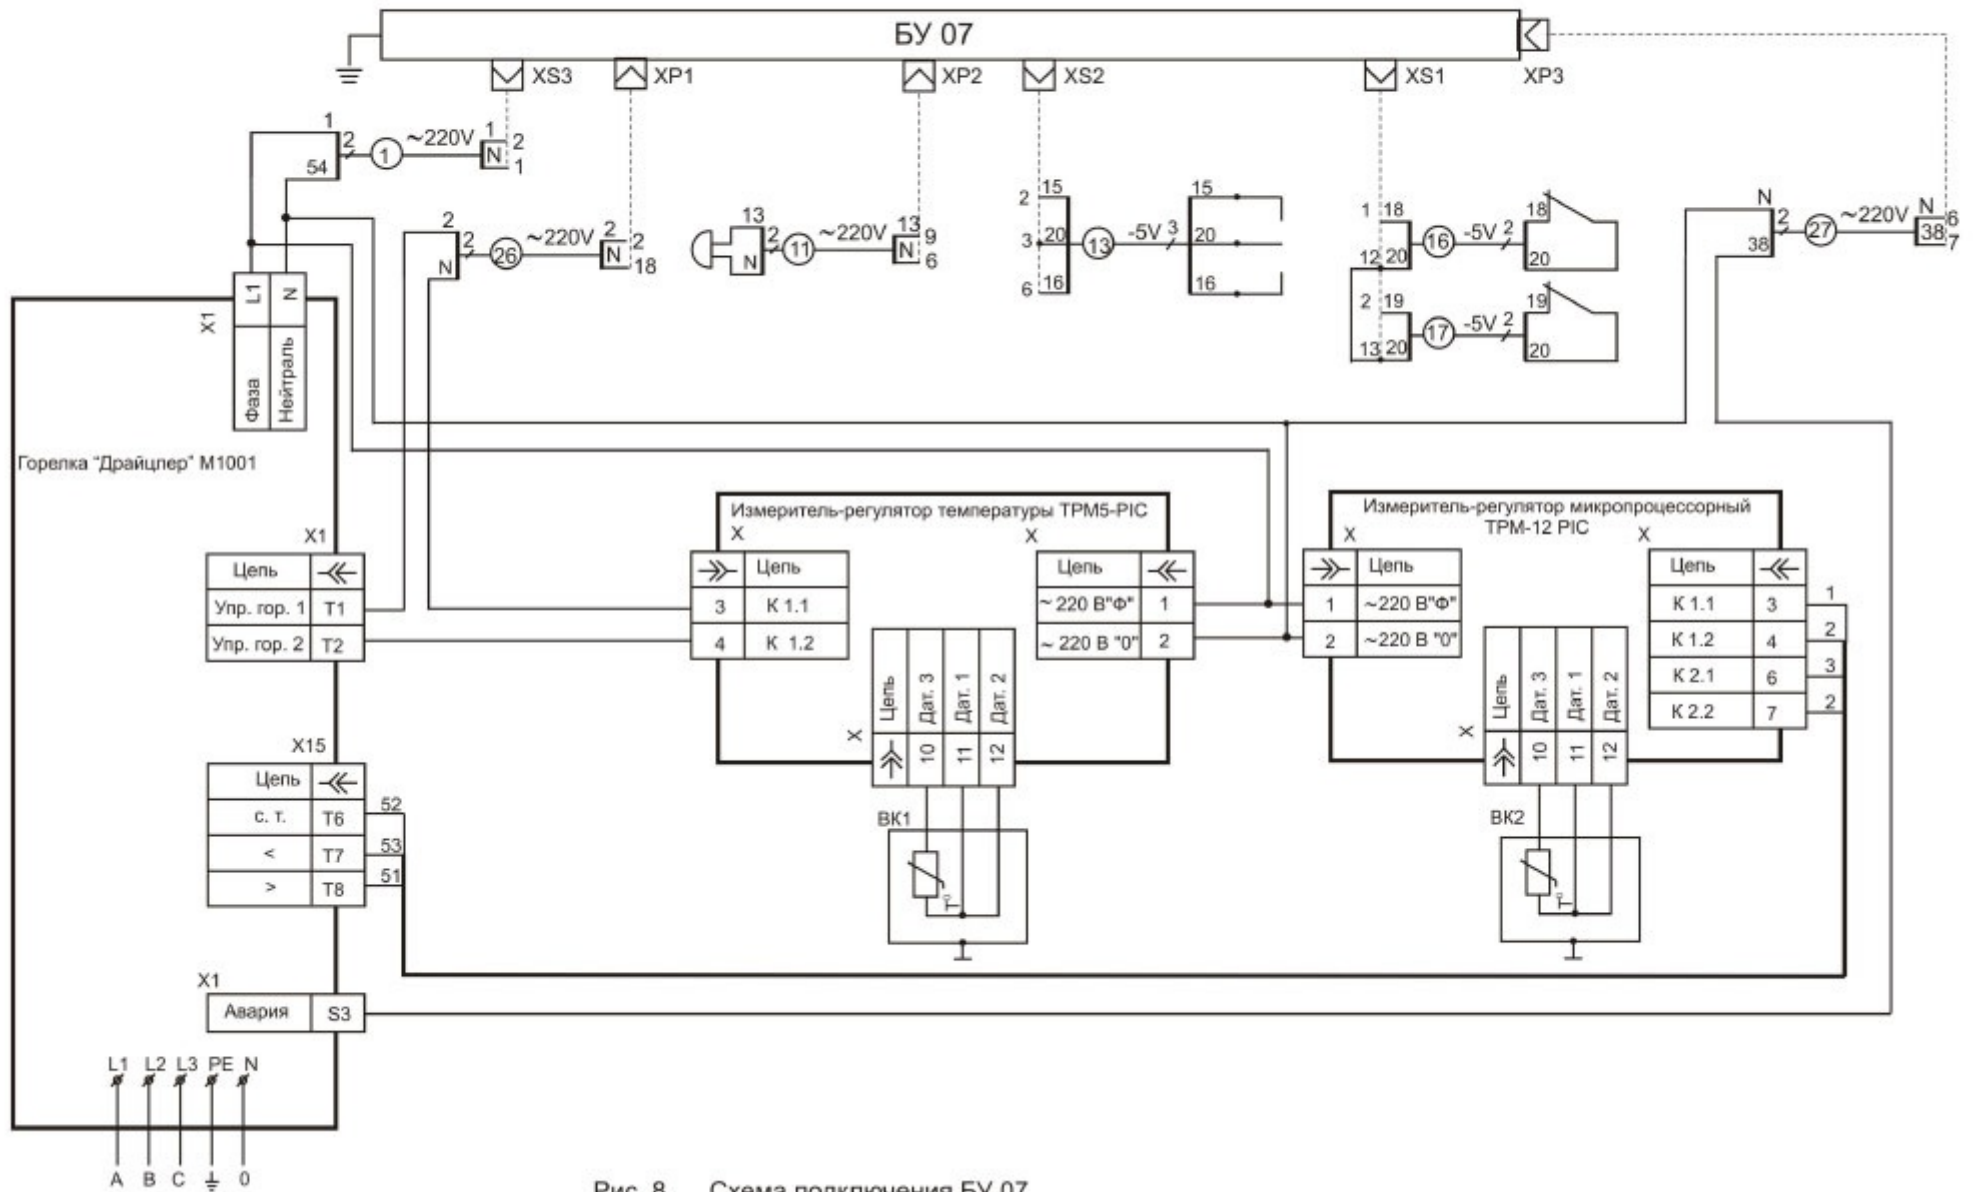 БУ 07
XS3
XP1
XP2
XS2
XS1
XP3
1
2
54
1
~220V
1
N
2
1
2
N
2
26
~220V
2
N
2
18
13
N
2
11
~220V
13
N
9
6
2
15
3
20
6
16
13
-5V
3
15
20
16
1
18
12
20
16
-5V
2
18
20
2
19
13
20
17
-5V
2
19
20
N
38
2
27
~220V
N
38
6
7
X1
L1
N
Фаза
Нейтраль
Горелка "Драйцлер" М1001
X1
Цепь
Упр. гор. 1
T1
Упр. гор. 2
T2
X15
Цепь
с. т.
T6
52
<
T7
53
>
T8
51
X1
Авария
S3
L1
L2
L3
PE
N
A
B
C
0
Измеритель-регулятор температуры ТРМ5-PIC
X
Цепь
3
К 1.1
4
К 1.2
X
Цепь
~ 220 В"Ф"
1
~ 220 В "0"
2
X
Цепь
Дат. 3
Дат. 1
Дат. 2
10
11
12
ВК1
T°
Измеритель-регулятор микропроцессорный
ТРМ-12 PIC
X
Цепь
1
~220 В"Ф"
2
~220 В "0"
X
Цепь
К 1.1
3
1
К 1.2
4
2
К 2.1
6
3
К 2.2
7
2
X
Цепь
Дат. 3
Дат. 1
Дат. 2
10
11
12
ВК2
T°
Рис. 8. Схема подключения БУ 07